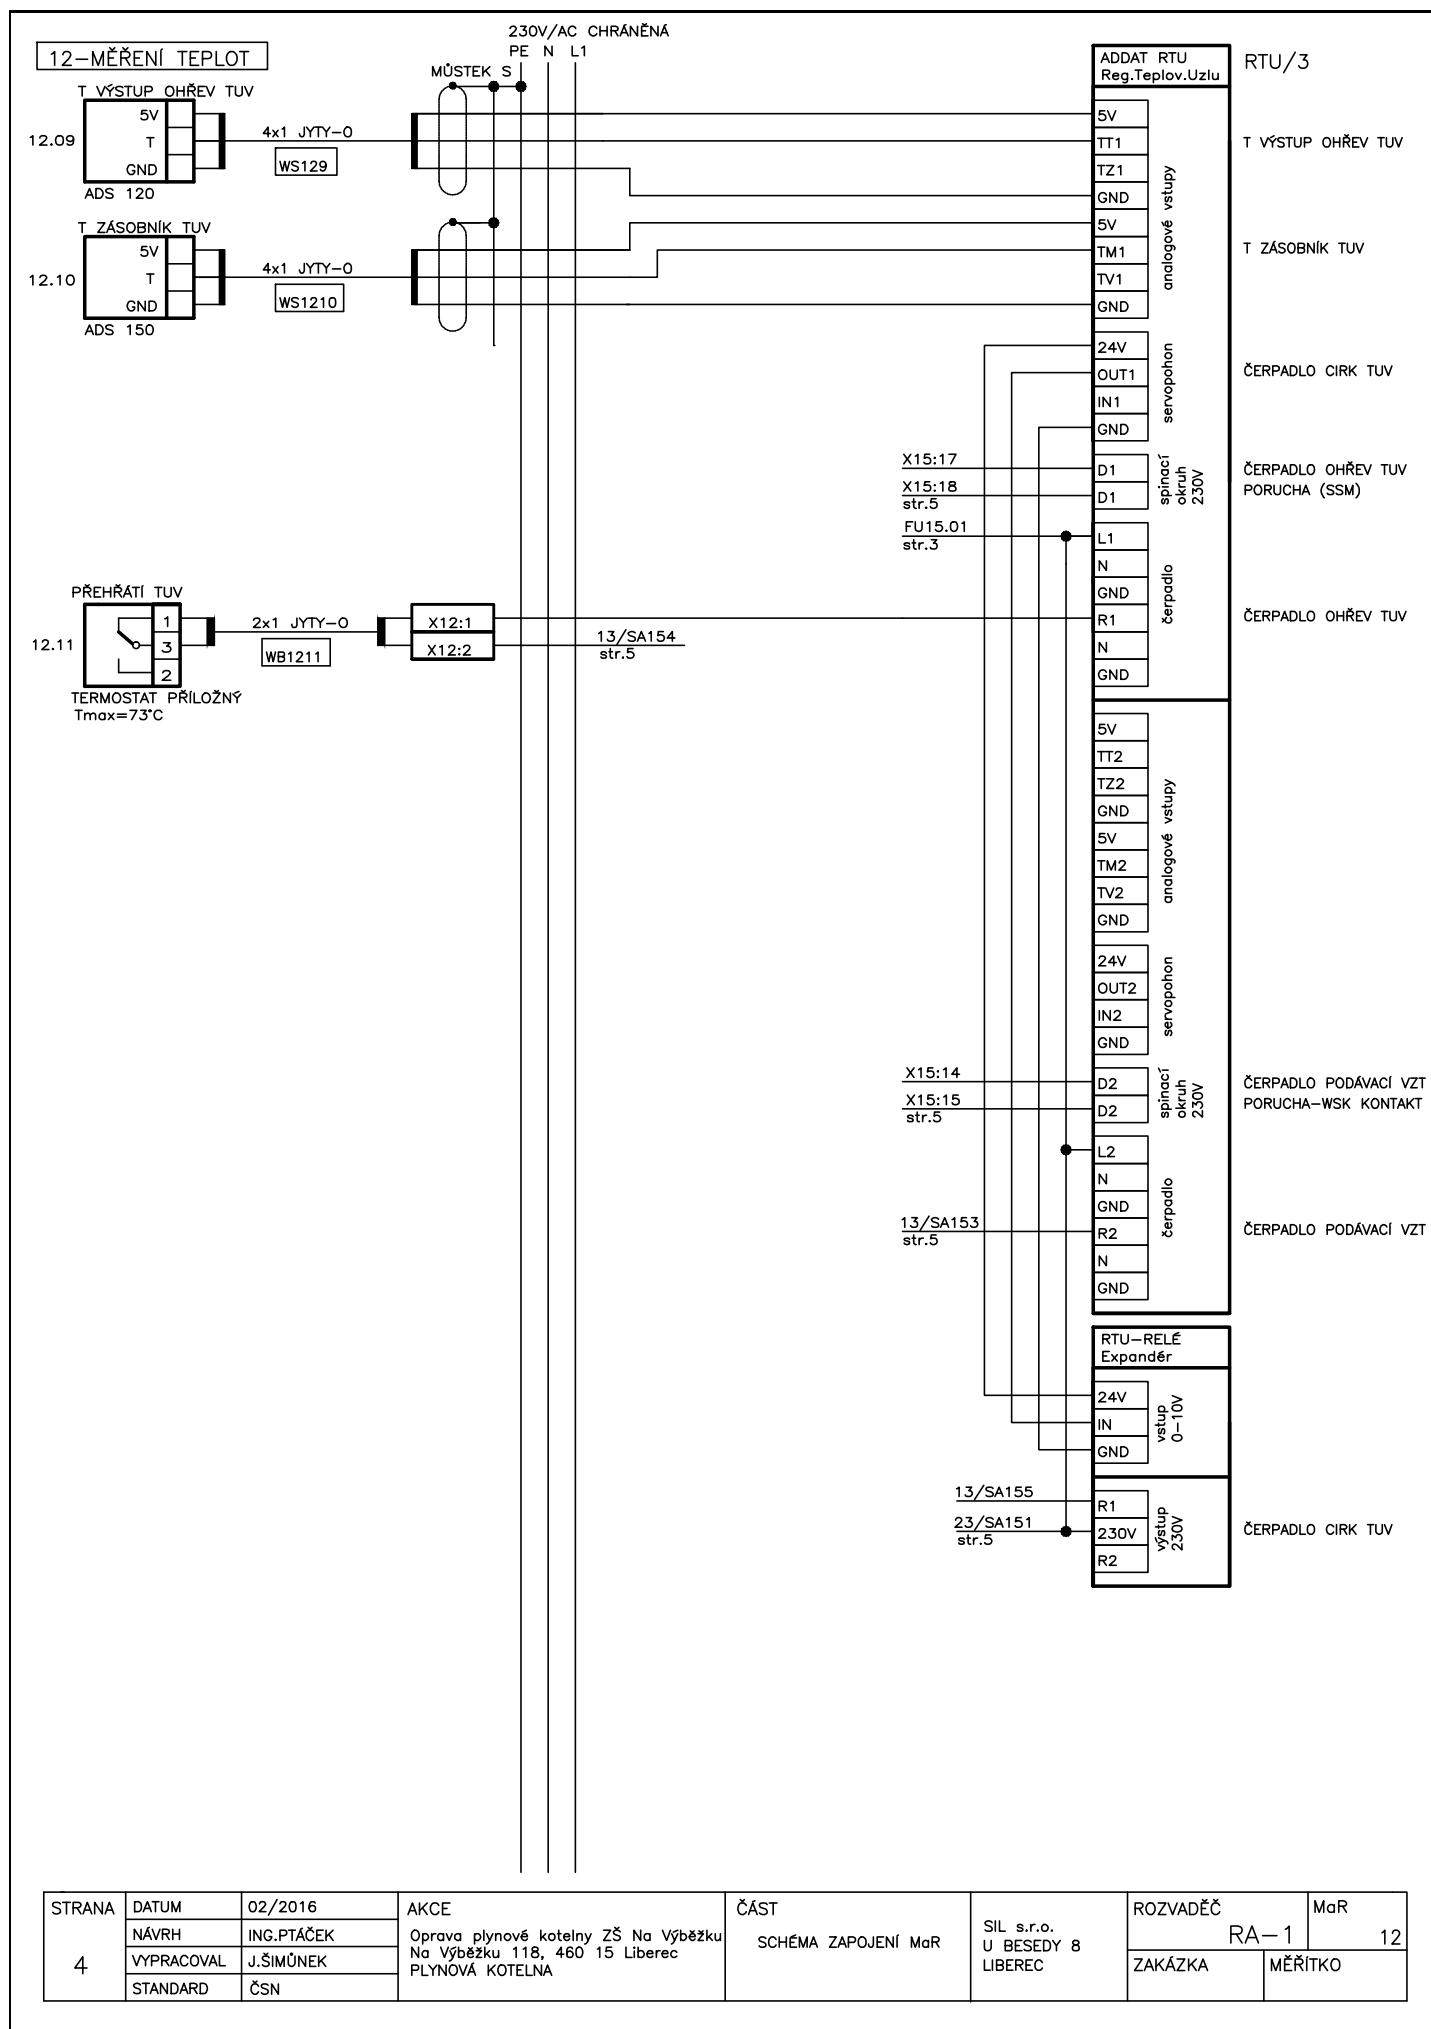 12-MĚŘENÍ TEPLOT
230V/AC CHRÁNĚNÁ
PE N L1
MŮSTEK S
T VÝSTUP OHŘEV TUV
12.09
5V
T
GND
ADS 120
4x1 JYTY-O
WS129
T ZÁSOBNÍK TUV
12.10
5V
T
GND
ADS 150
4x1 JYTY-O
WS1210
PŘEHŘÁTÍ TUV
12.11
1
3
2
TERMOSTAT PŘÍLOŽNÝ
Tmax=73°C
2x1 JYTY-O
WB1211
X12:1
X12:2
13/SA154
str.5
ADDAT RTU
Reg.Teplov.Uzlu
RTU/3
5V
TT1
TZ1
GND
5V
TM1
TV1
GND
analogové vstupy
T VÝSTUP OHŘEV TUV
T ZÁSOBNÍK TUV
24V
OUT1
IN1
GND
servopohon
ČERPADLO CIRK TUV
X15:17
X15:18
str.5
D1
D1
spínací
okruh
230V
ČERPADLO OHŘEV TUV
PORUCHA (SSM)
FU15.01
str.3
L1
N
GND
R1
N
GND
čerpadlo
ČERPADLO OHŘEV TUV
5V
TT2
TZ2
GND
5V
TM2
TV2
GND
analogové vstupy
24V
OUT2
IN2
GND
servopohon
X15:14
X15:15
str.5
D2
D2
spínací
okruh
230V
ČERPADLO PODÁVACÍ VZT
PORUCHA-WSK KONTAKT
L2
N
GND
R2
N
GND
čerpadlo
13/SA153
str.5
ČERPADLO PODÁVACÍ VZT
RTU-RELÉ
Expandér
24V
IN
GND
vstup
0-10V
13/SA155
23/SA151
str.5
R1
230V
R2
výstup
230V
ČERPADLO CIRK TUV
STRANA
4
DATUM 02/2016
NÁVRH ING.PTÁČEK
VYPRACOVAL J.ŠIMŮNEK
STANDARD ČSN
AKCE
Oprava plynové kotelny ZŠ Na Výběžku
Na Výběžku 118, 460 15 Liberec
PLYNOVÁ KOTELNA
ČÁST
SCHÉMA ZAPOJENÍ MaR
SIL s.r.o.
U BESEDY 8
LIBEREC
ROZVADĚČ
RA-1
MaR
12
ZAKÁZKA
MĚŘÍTKO